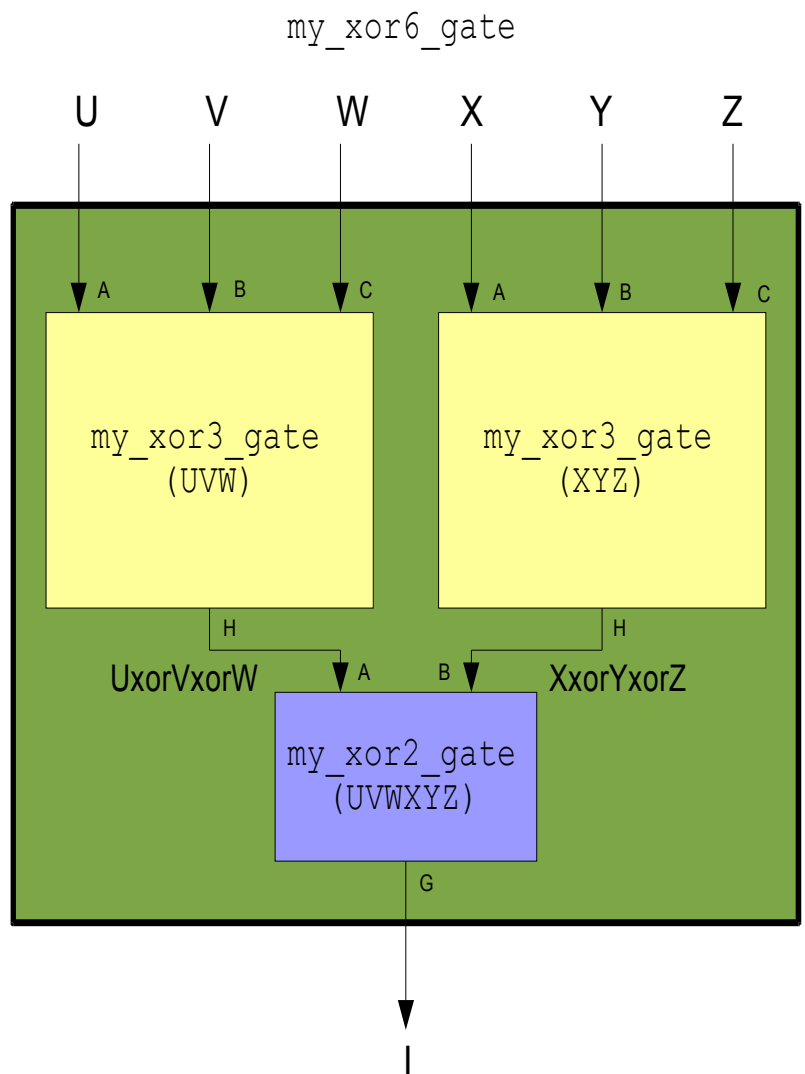 my_xor6_gate
U V W X Y Z
A B C A B C
my_xor3_gate
(UVW)
my_xor3_gate
(XYZ)
H H
UxorVxorW A B XxorYxorZ
my_xor2_gate
(UVWXYZ)
G
I